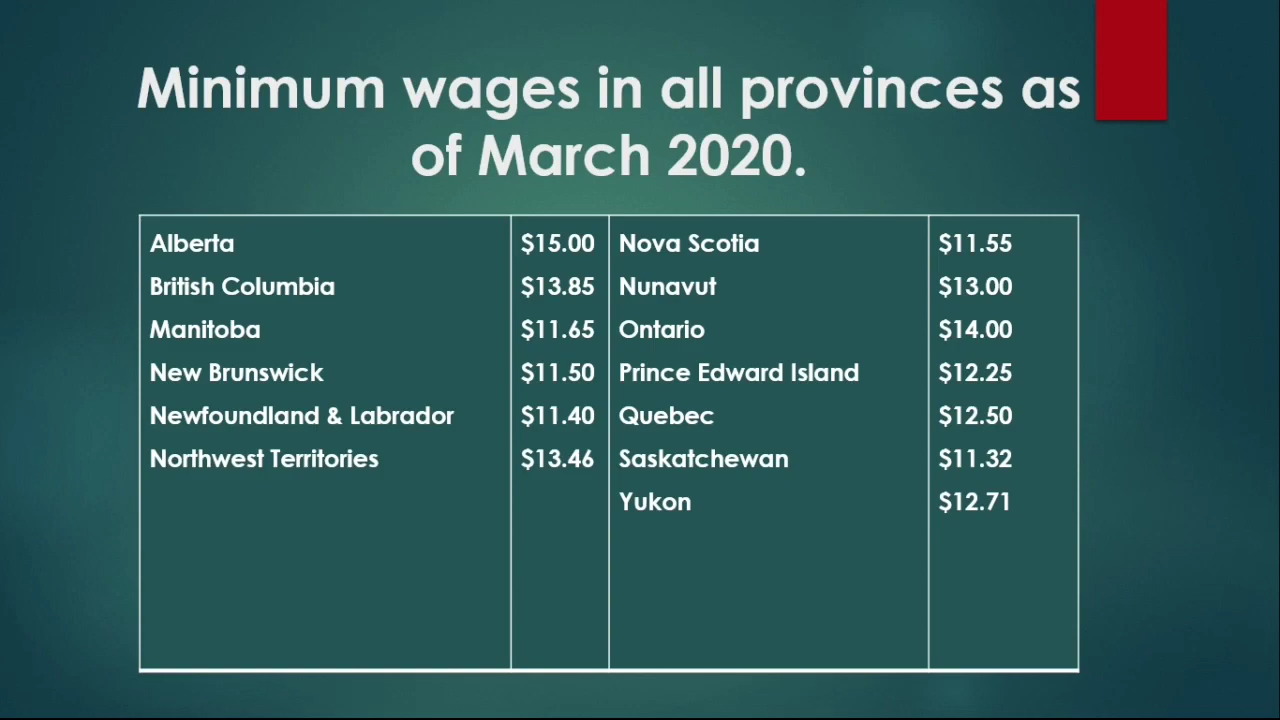 Minimum wages in all provinces as
of March 2020.
Alberta $15.00 Nova Scotia $11.55
British Columbia $13.85 Nunavut $13.00
Manitoba $11.65 Ontario $14.00
New Brunswick $11.50 Prince Edward Island $12.25
Newfoundland & Labrador $11.40 Quebec $12.50
Northwest Territories $13.46 Saskatchewan $11.32
Yukon $12.71